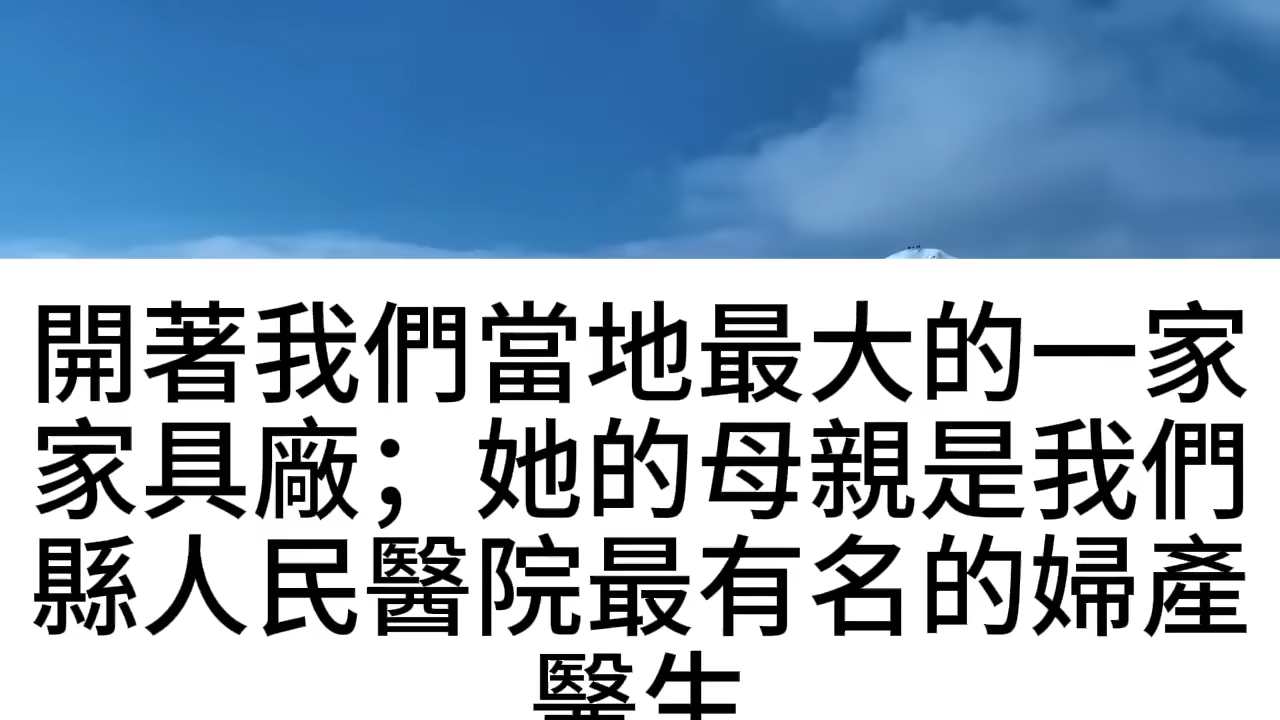 開著我們當地最大的一家
家具廠；她的母親是我們
縣人民醫院最有名的婦產
醫生